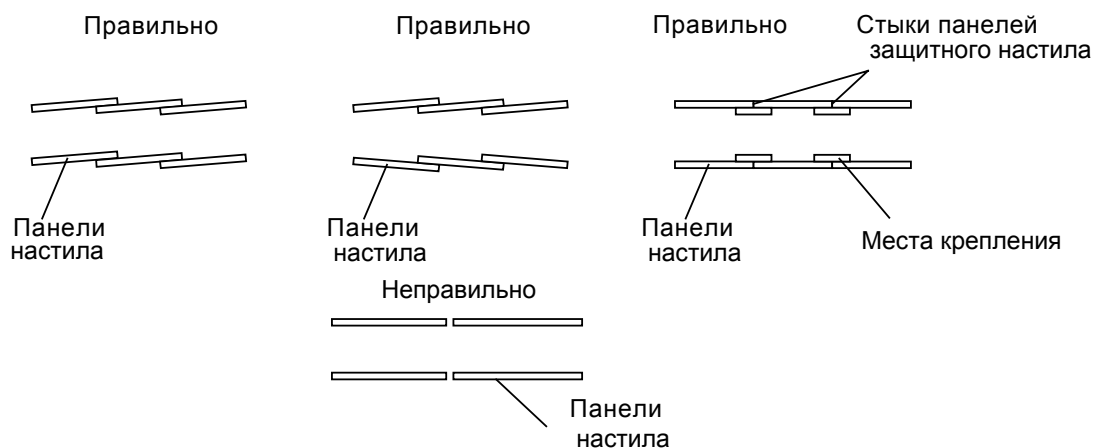 Правильно
Правильно
Правильно
Стыки панелей
защитного настила
Панели
настила
Панели
настила
Панели
настила
Места крепления
Неправильно
Панели
настила